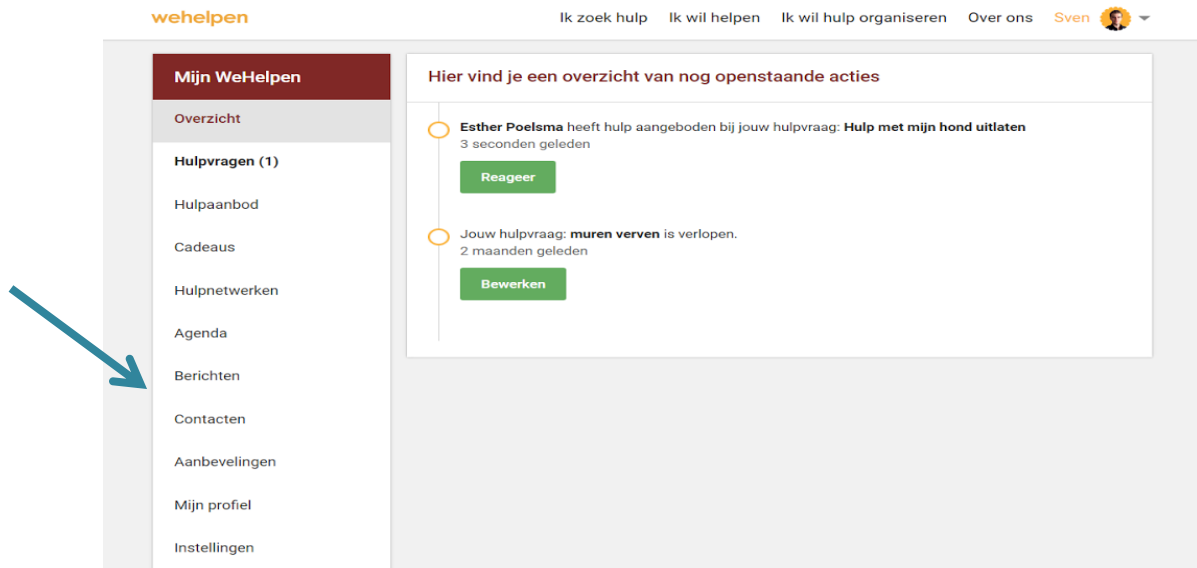 wehelpen
Ik zoek hulp Ik wil helpen Ik wil hulp organiseren Over ons Sven
Mijn WeHelpen
Overzicht
Hulpvragen (1)
Hulpaanbod
Cadeaus
Hulpnetwerken
Agenda
Berichten
Contacten
Aanbevelingen
Mijn profiel
Instellingen
Hier vind je een overzicht van nog openstaande acties
Esther Poelsma heeft hulp aangeboden bij jouw hulpvraag: Hulp met mijn hond uitlaten
3 seconden geleden
Reageer
Jouw hulpvraag: muren verven is verlopen.
2 maanden geleden
Bewerken